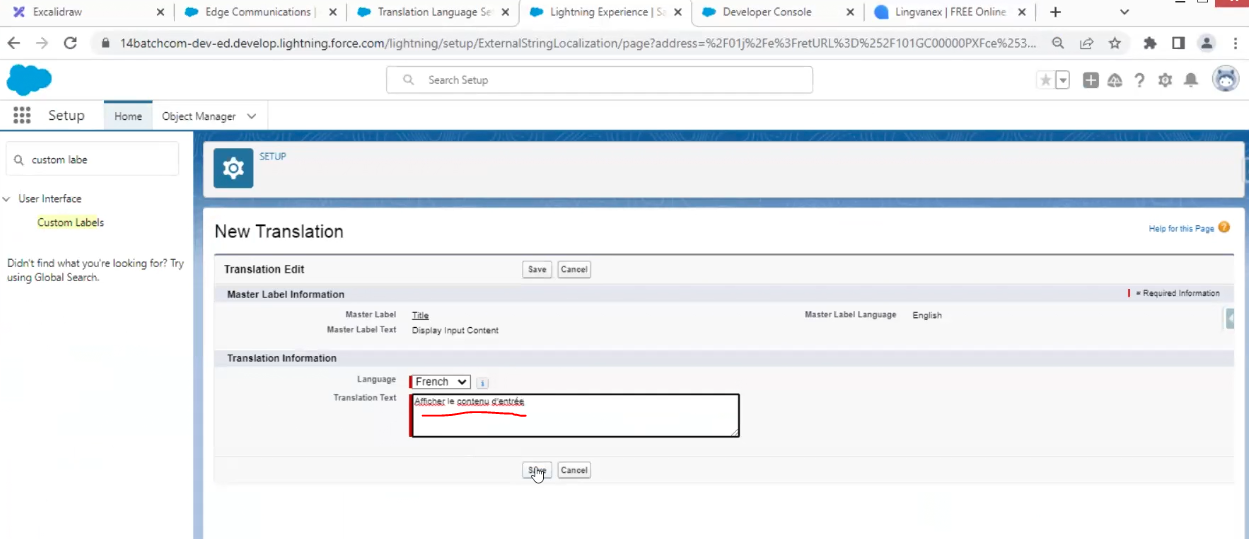 Excalidraw
Edge Communications |
Translation Language Se
Lightning Experience | Sa
Developer Console
Lingvanex | FREE Online
14batchcom-dev-ed.develop.lightning.force.com/lightning/setup/ExternalStringLocalization/page?address=%2F01j%2Fe%3FretURL%3D%252F101GC00000PXFce%253...
Search Setup
Setup Home Object Manager
custom labe
User Interface
Custom Labels
Didn't find what you're looking for? Try
using Global Search.
SETUP
New Translation
Help for this Page
Translation Edit Save Cancel
Master Label Information
= Required Information
Master Label Title Master Label Language English
Master Label Text Display Input Content
Translation Information
Language French
Translation Text Afficher le contenu d'entrée
Save Cancel